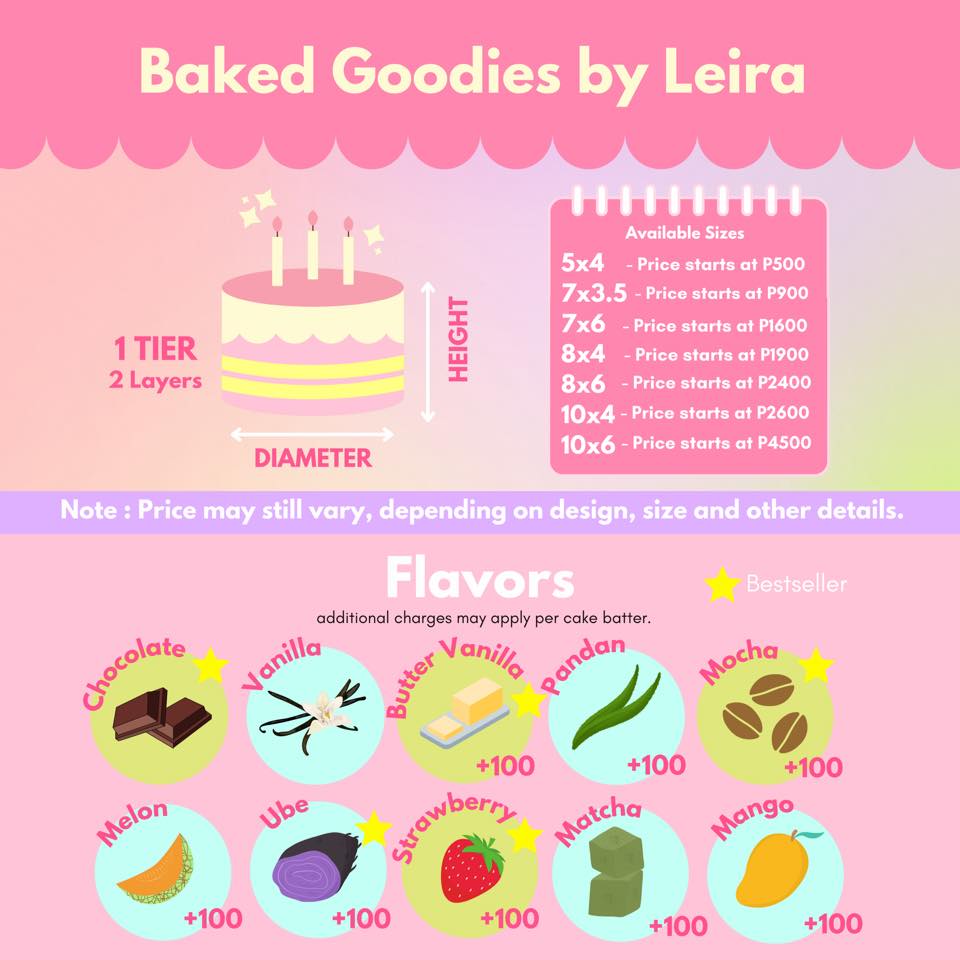 Baked Goodies by Leira
1 TIER
2 Layers
HEIGHT
DIAMETER
Available Sizes
5x4 - Price starts at P500
7x3.5 - Price starts at P900
7x6 - Price starts at P1600
8x4 - Price starts at P1900
8x6 - Price starts at P2400
10x4 - Price starts at P2600
10x6 - Price starts at P4500
Note : Price may still vary, depending on design, size and other details.
Flavors
Bestseller
additional charges may apply per cake batter.
Chocolate
Vanilla
Butter Vanilla
+100
Pandan
+100
Mocha
+100
Melon
+100
Ube
+100
Strawberry
+100
Matcha
+100
Mango
+100